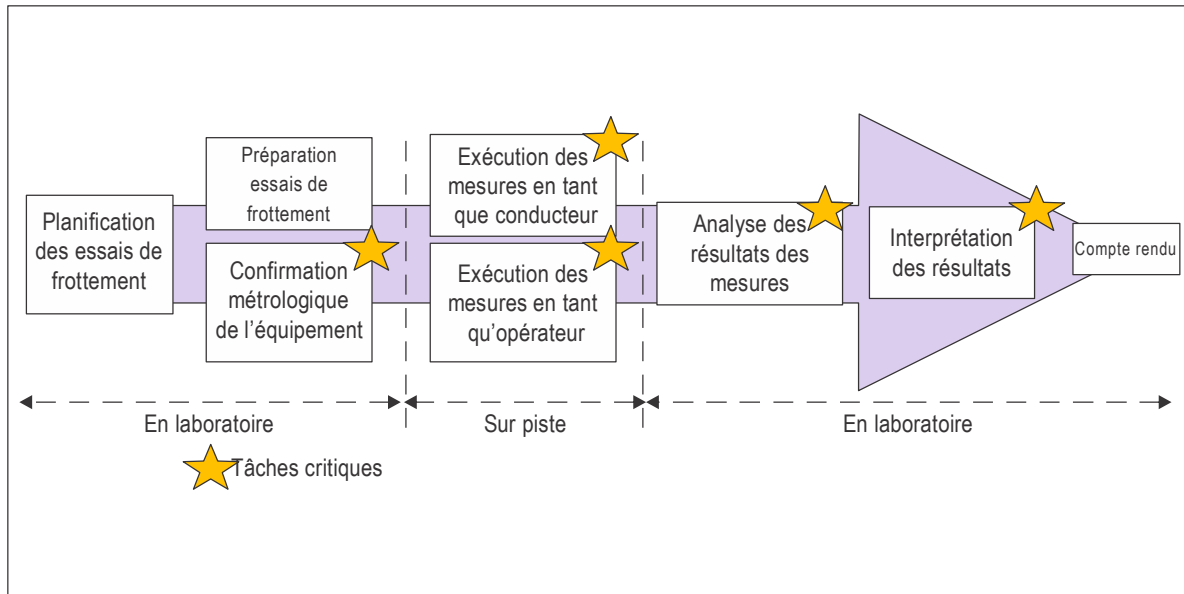 Planification
des essais de
frottement
Préparation
essais de
frottement
Confirmation
métrologique
de l'équipement
Exécution des
mesures en tant
que conducteur
Exécution des
mesures en tant
qu'opérateur
Analyse des
résultats des
mesures
Interprétation
des résultats
Compte rendu
En laboratoire
Sur piste
En laboratoire
Tâches critiques